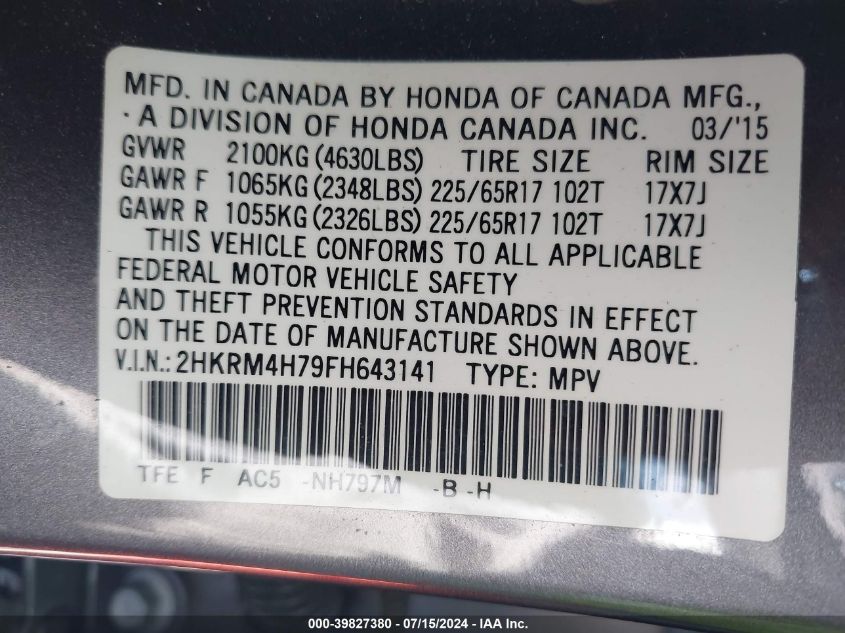 MFD. IN CANADA BY HONDA OF CANADA MFG.,
· A DIVISION OF HONDA CANADA INC. 03/'15
GVWR 2100KG (4630LBS) TIRE SIZE RIM SIZE
GAWR F 1065KG (2348LBS) 225/65R17 102T 17X7J
GAWR R 1055KG (2326LBS) 225/65R17 102T 17X7J
THIS VEHICLE CONFORMS TO ALL APPLICABLE
FEDERAL MOTOR VEHICLE SAFETY
AND THEFT PREVENTION STANDARDS IN EFFECT
ON THE DATE OF MANUFACTURE SHOWN ABOVE.
V.I.N.: 2HKRM4H79FH643141 TYPE: MPV
TFE F AC5 -NH797M -B -H
000-39827380 - 07/15/2024 - IAA Inc.